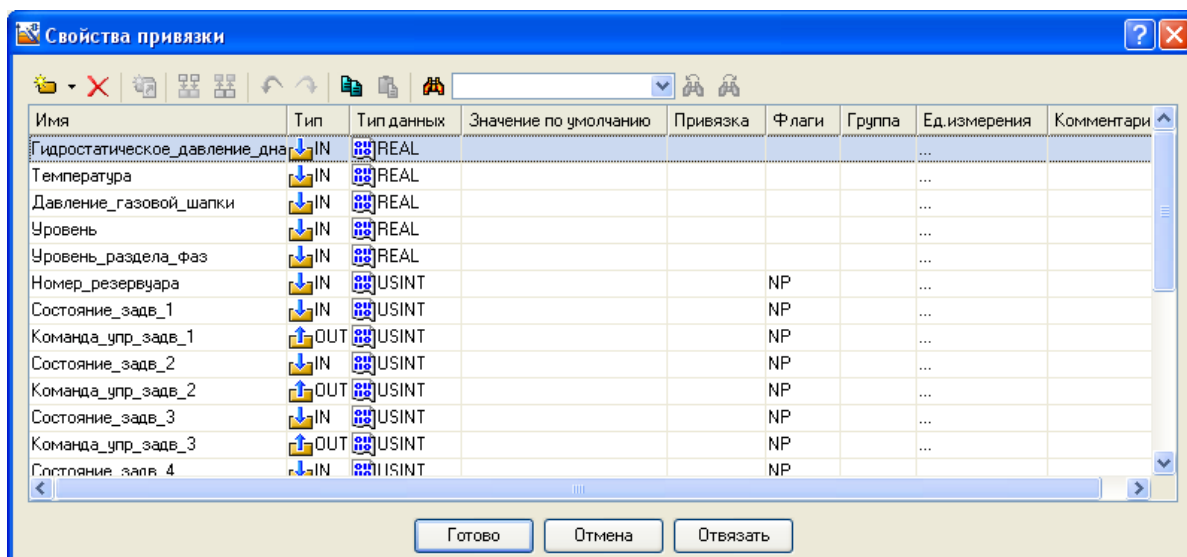 Свойства привязки
Имя Тип Тип данных Значение по умолчанию Привязка Флаги Группа Ед.измерения Комментари
Гидростатическое_давление_дна IN REAL ...
Температура IN REAL ...
Давление_газовой_шапки IN REAL ...
Уровень IN REAL ...
Уровень_раздела_фаз IN REAL ...
Номер_резервуара IN USINT NP ...
Состояние_задв_1 IN USINT NP ...
Команда_упр_задв_1 OUT USINT NP ...
Состояние_задв_2 IN USINT NP ...
Команда_упр_задв_2 OUT USINT NP ...
Состояние_задв_3 IN USINT NP ...
Команда_упр_задв_3 OUT USINT NP ...
Состояние_задв_4 IN USINT NP
Готово Отмена Отвязать